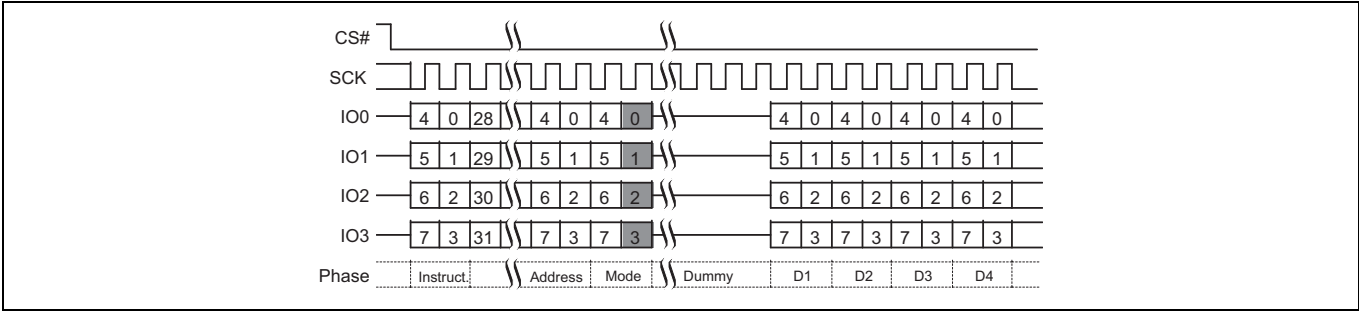 CS#
SCK
IO0 4 0 28 4 0 4 0 4 0 4 0 4 0 4 0
IO1 5 1 29 5 1 5 1 5 1 5 1 5 1 5 1
IO2 6 2 30 6 2 6 2 6 2 6 2 6 2 6 2
IO3 7 3 31 7 3 7 3 7 3 7 3 7 3 7 3
Phase Instruct. Address Mode Dummy D1 D2 D3 D4